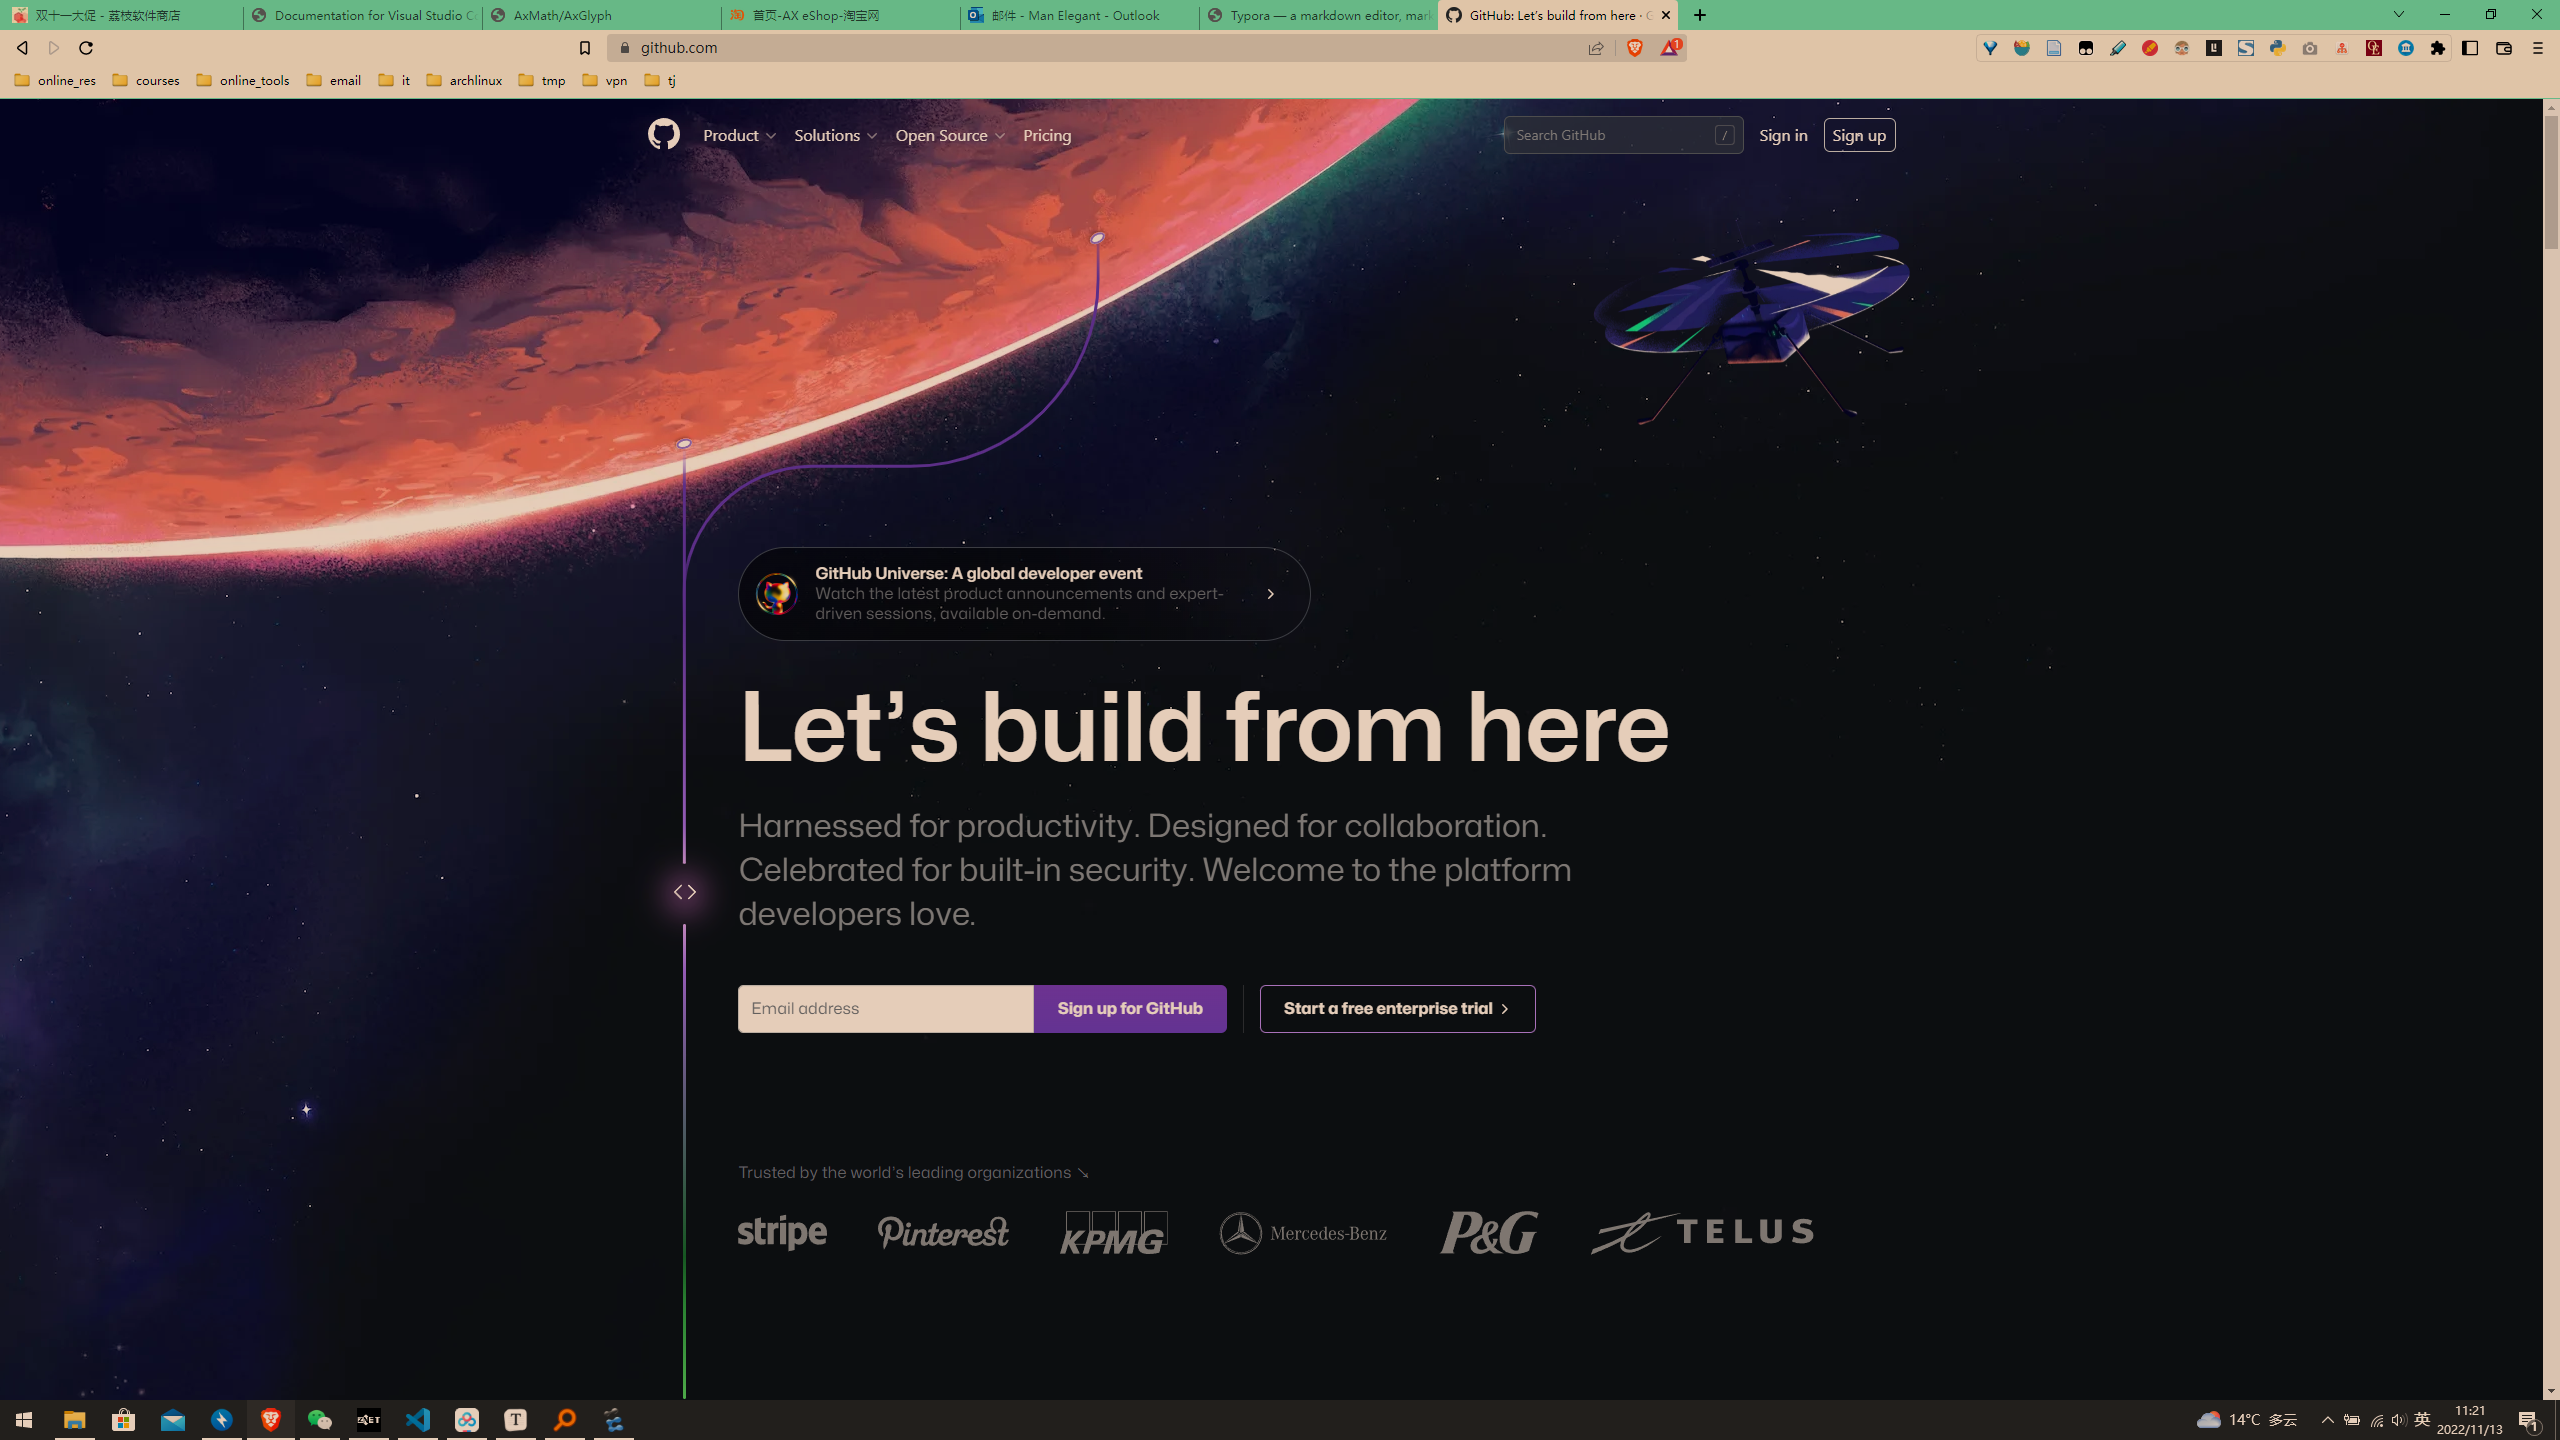 双十一大促 - 荔枝软件商店
Documentation for Visual Studio Co
AxMath/AxGlyph
首页-AX eShop-淘宝网
邮件 - Man Elegant - Outlook
Typora — a markdown editor, mark
GitHub: Let's build from here · G
github.com
1
online_res
courses
online_tools
email
it
archlinux
tmp
vpn
tj
Product
Solutions
Open Source
Pricing
Search GitHub
/
Sign in
Sign up
GitHub Universe: A global developer event
Watch the latest product announcements and expert-
driven sessions, available on-demand.
Let's build from here
Harnessed for productivity. Designed for collaboration.
Celebrated for built-in security. Welcome to the platform
developers love.
Email address
Sign up for GitHub
Start a free enterprise trial
Trusted by the world's leading organizations ↘
stripe
Pinterest
KPMG
Mercedes-Benz
P&G
TELUS
14°C 多云
英
11:21
2022/11/13
1